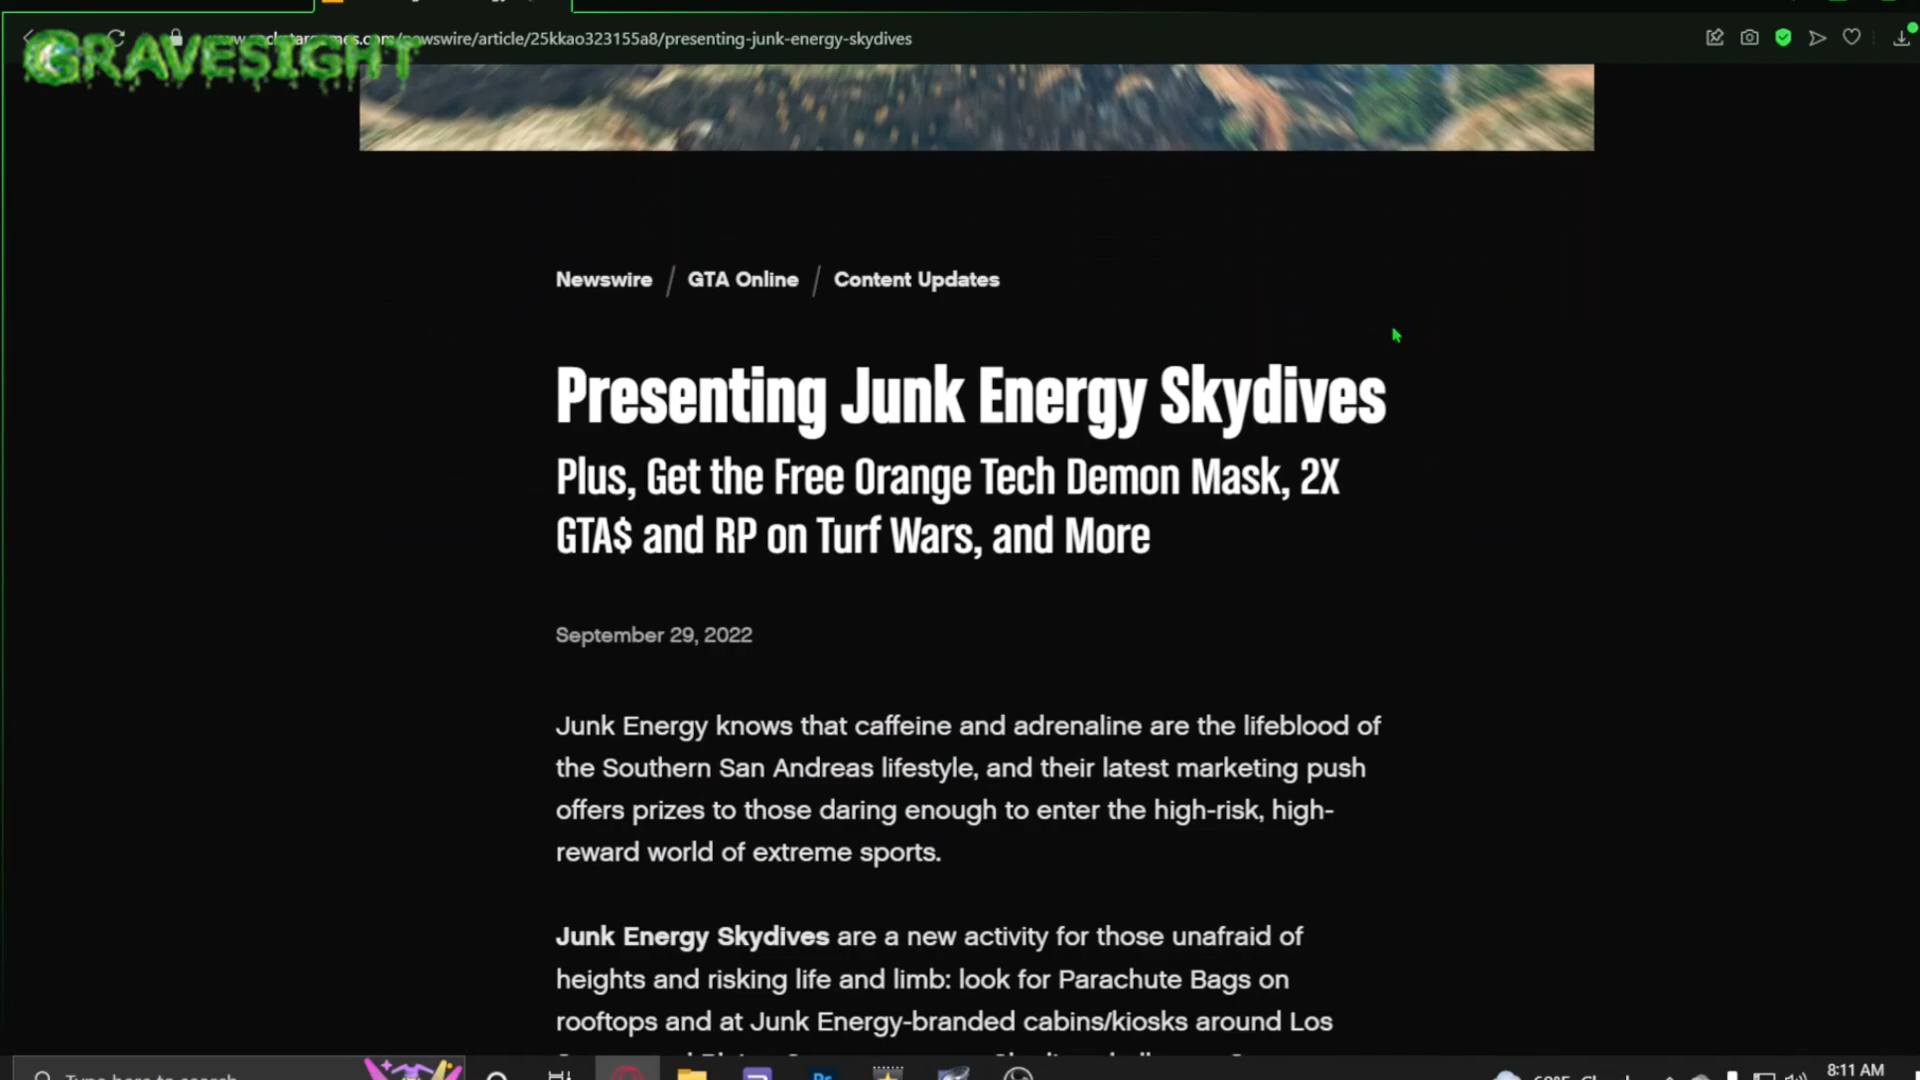 GRAVESIGHT
/newswire/article/25kkao323155a8/presenting-junk-energy-skydives
Newswire / GTA Online / Content Updates
Presenting Junk Energy Skydives
Plus, Get the Free Orange Tech Demon Mask, 2X
GTA$ and RP on Turf Wars, and More
September 29, 2022
Junk Energy knows that caffeine and adrenaline are the lifeblood of
the Southern San Andreas lifestyle, and their latest marketing push
offers prizes to those daring enough to enter the high-risk, high-
reward world of extreme sports.
Junk Energy Skydives are a new activity for those unafraid of
heights and risking life and limb: look for Parachute Bags on
rooftops and at Junk Energy-branded cabins/kiosks around Los
Type here to search
8:11 AM